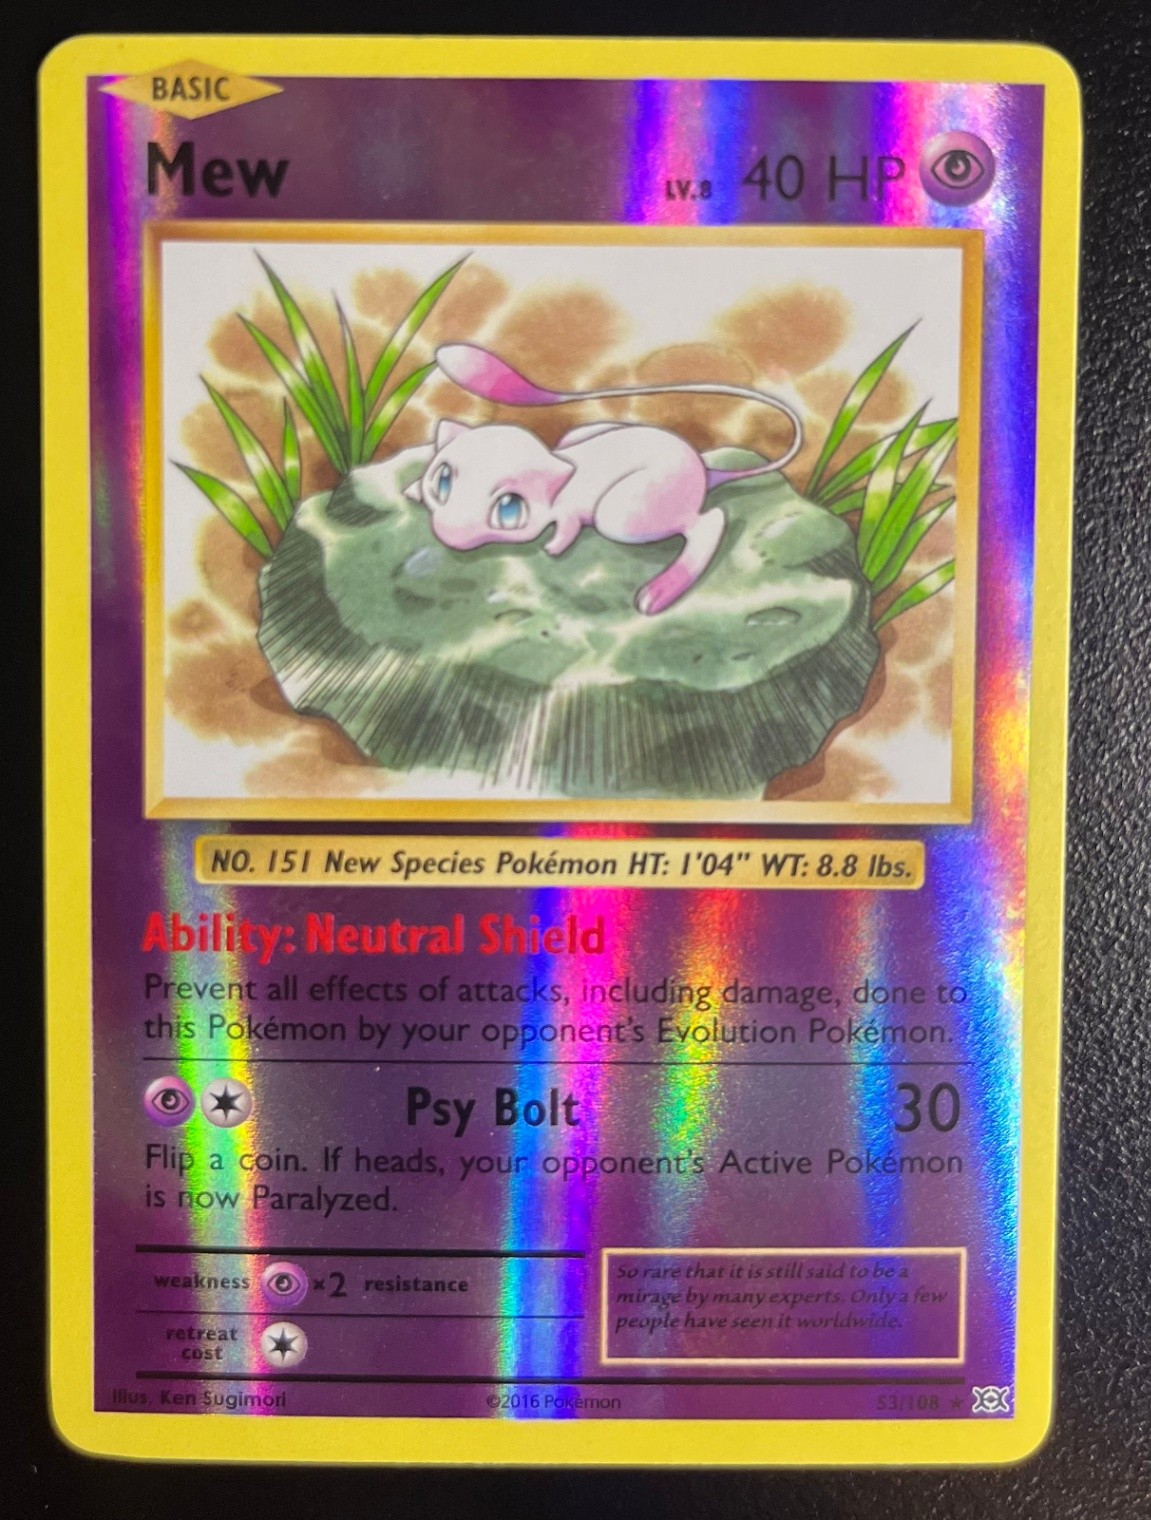 BASIC
Mew LV.8 40 HP
NO. 151 New Species Pokémon HT: 1'04" WT: 8.8 lbs.
Ability: Neutral Shield
Prevent all effects of attacks, including damage, done to
this Pokémon by your opponent's Evolution Pokémon.
Psy Bolt 30
Flip a coin. If heads, your opponent's Active Pokémon
is now Paralyzed.
weakness ×2 resistance
retreat
cost
So rare that it is still said to be a
mirage by many experts. Only a few
people have seen it worldwide.
Illus. Ken Sugimori ©2016 Pokémon 53/108 ★